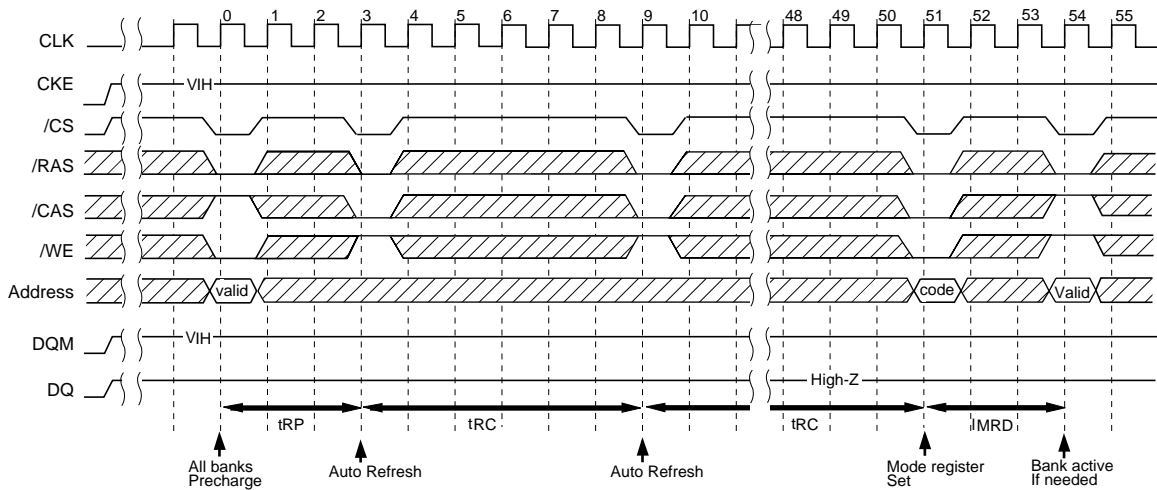 0 1 2 3 4 5 6 7 8 9 10 48 49 50 51 52 53 54 55
CLK
CKE VIH
/CS
/RAS
/CAS
/WE
Address valid code Valid
DQM VIH
DQ High-Z
tRP tRC tRC lMRD
All banks
Precharge
Auto Refresh
Auto Refresh
Mode register
Set
Bank active
If needed